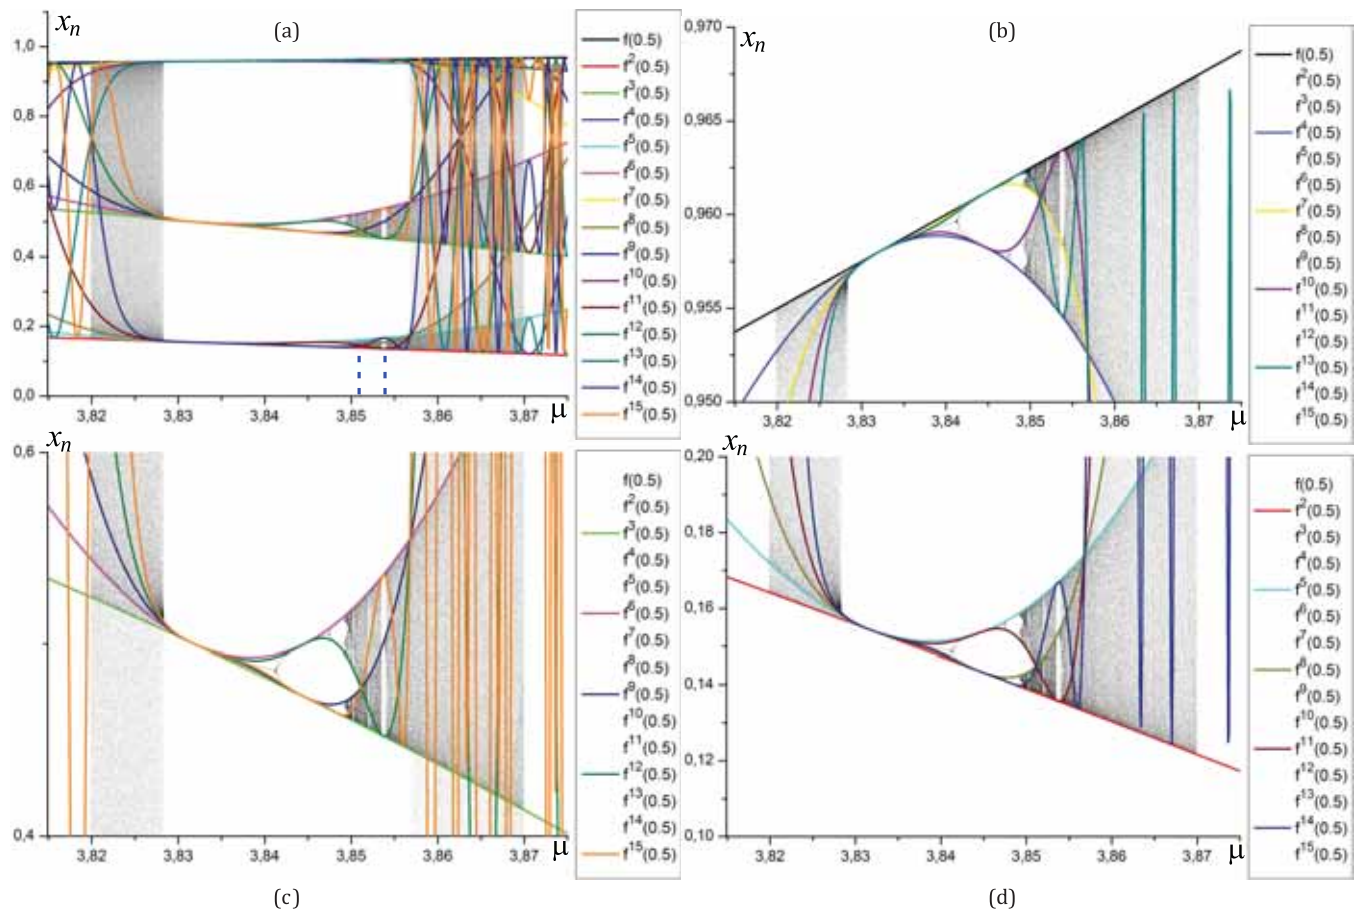 x_n
(a)
1,0
0,8
0,6
0,4
0,2
0,0
3,82
3,83
3,84
3,85
3,86
3,87
μ
f(0.5)
f²(0.5)
f³(0.5)
f⁴(0.5)
f⁵(0.5)
f⁶(0.5)
f⁷(0.5)
f⁸(0.5)
f⁹(0.5)
f¹⁰(0.5)
f¹¹(0.5)
f¹²(0.5)
f¹³(0.5)
f¹⁴(0.5)
f¹⁵(0.5)
x_n
(b)
0,970
0,965
0,960
0,955
0,950
3,82
3,83
3,84
3,85
3,86
3,87
μ
f(0.5)
f²(0.5)
f³(0.5)
f⁴(0.5)
f⁵(0.5)
f⁶(0.5)
f⁷(0.5)
f⁸(0.5)
f⁹(0.5)
f¹⁰(0.5)
f¹¹(0.5)
f¹²(0.5)
f¹³(0.5)
f¹⁴(0.5)
f¹⁵(0.5)
x_n
0,6
0,4
3,82
3,83
3,84
3,85
3,86
3,87
μ
f(0.5)
f²(0.5)
f³(0.5)
f⁴(0.5)
f⁵(0.5)
f⁶(0.5)
f⁷(0.5)
f⁸(0.5)
f⁹(0.5)
f¹⁰(0.5)
f¹¹(0.5)
f¹²(0.5)
f¹³(0.5)
f¹⁴(0.5)
f¹⁵(0.5)
(c)
x_n
0,20
0,18
0,16
0,14
0,12
0,10
3,82
3,83
3,84
3,85
3,86
3,87
μ
f(0.5)
f²(0.5)
f³(0.5)
f⁴(0.5)
f⁵(0.5)
f⁶(0.5)
f⁷(0.5)
f⁸(0.5)
f⁹(0.5)
f¹⁰(0.5)
f¹¹(0.5)
f¹²(0.5)
f¹³(0.5)
f¹⁴(0.5)
f¹⁵(0.5)
(d)